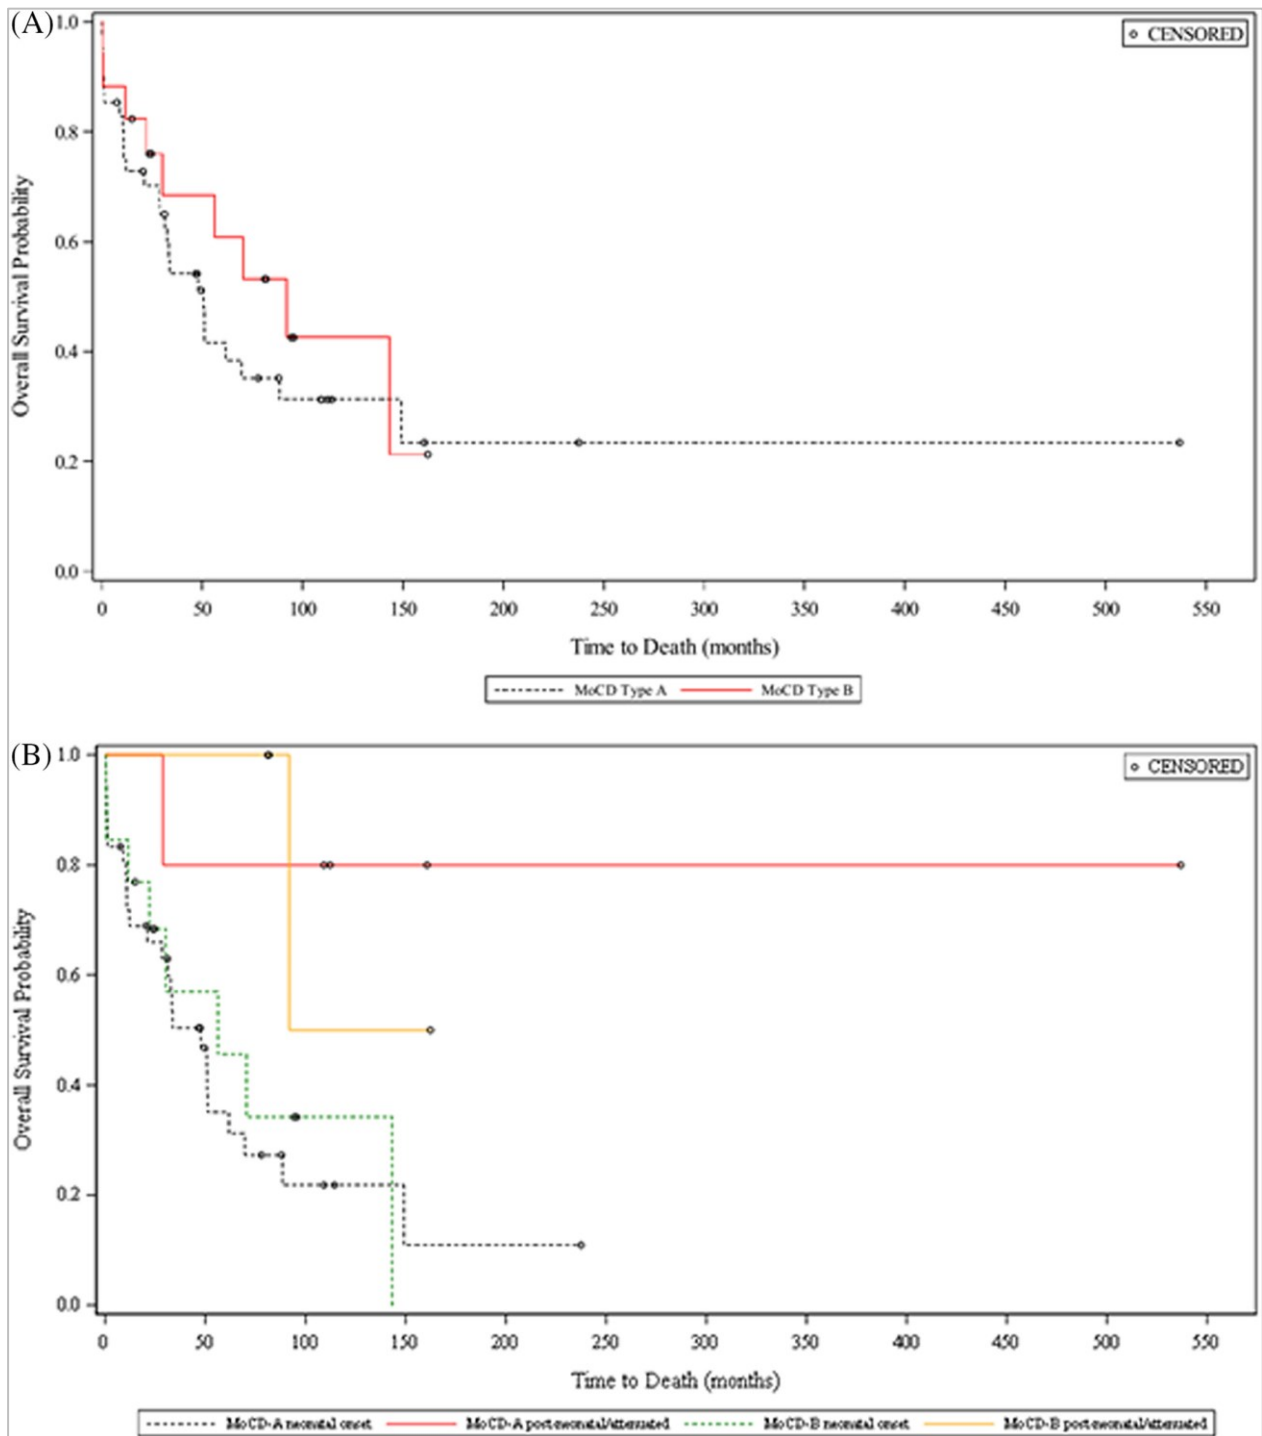 (A)
CENSORED
1.0
0.8
0.6
0.4
0.2
0.0
Overall Survival Probability
0 50 100 150 200 250 300 350 400 450 500 550
Time to Death (months)
MoCD Type A MoCD Type B
(B)
CENSORED
1.0
0.8
0.6
0.4
0.2
0.0
Overall Survival Probability
0 50 100 150 200 250 300 350 400 450 500 550
Time to Death (months)
MoCD-A neonatal onset MoCD-A post-neonatal/attenuated MoCD-B neonatal onset MoCD-B post-neonatal/attenuated